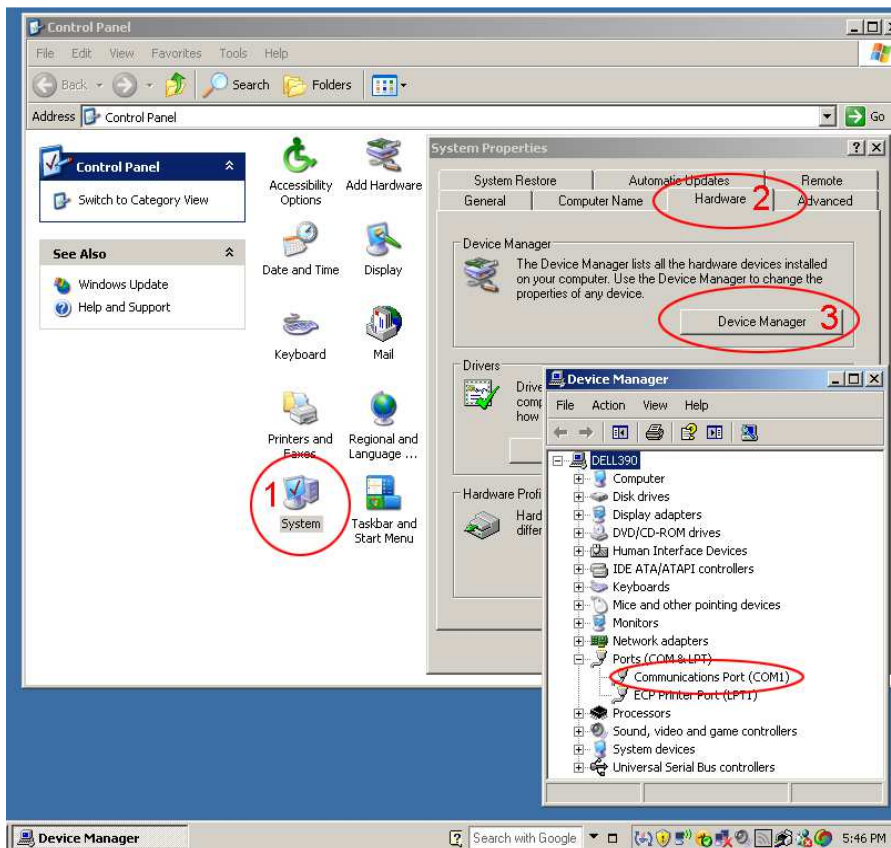 Control Panel
File Edit View Favorites Tools Help
Back Search Folders
Address Control Panel Go
Control Panel
Switch to Category View
See Also
Windows Update
Help and Support
Accessibility Options
Add Hardware
Date and Time
Display
Keyboard
Mail
Printers and Faxes
Regional and Language ...
1
System
Taskbar and Start Menu
System Properties
System Restore Automatic Updates Remote
General Computer Name Hardware 2 Advanced
Device Manager
The Device Manager lists all the hardware devices installed
on your computer. Use the Device Manager to change the
properties of any device.
Device Manager 3
Drivers
how
Hardware
Device Manager
File Action View Help
DELL390
Computer
Disk drives
Display adapters
DVD/CD-ROM drives
Human Interface Devices
IDE ATA/ATAPI controllers
Keyboards
Mice and other pointing devices
Monitors
Network adapters
Ports (COM & LPT)
Communications Port (COM1)
ECP Printer Port (LPT1)
Processors
Sound, video and game controllers
System devices
Universal Serial Bus controllers
Device Manager
Search with Google
5:46 PM